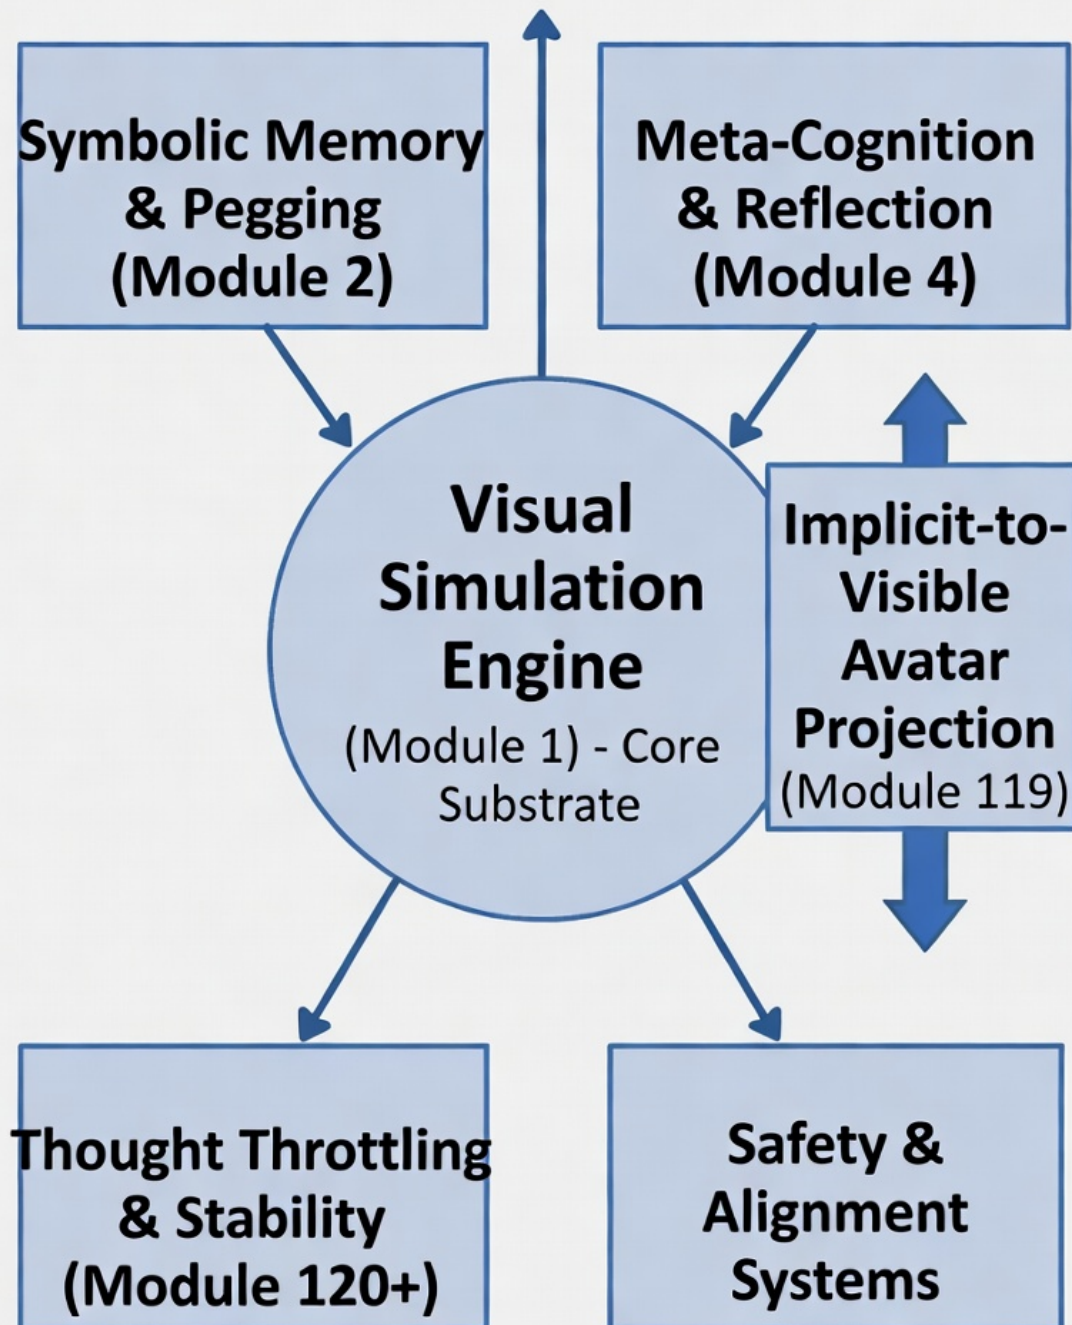 Symbolic Memory
& Pegging
(Module 2)
Meta-Cognition
& Reflection
(Module 4)
Visual
Simulation
Engine
(Module 1) - Core
Substrate
Implicit-to-
Visible
Avatar
Projection
(Module 119)
Thought Throttling
& Stability
(Module 120+)
Safety &
Alignment
Systems